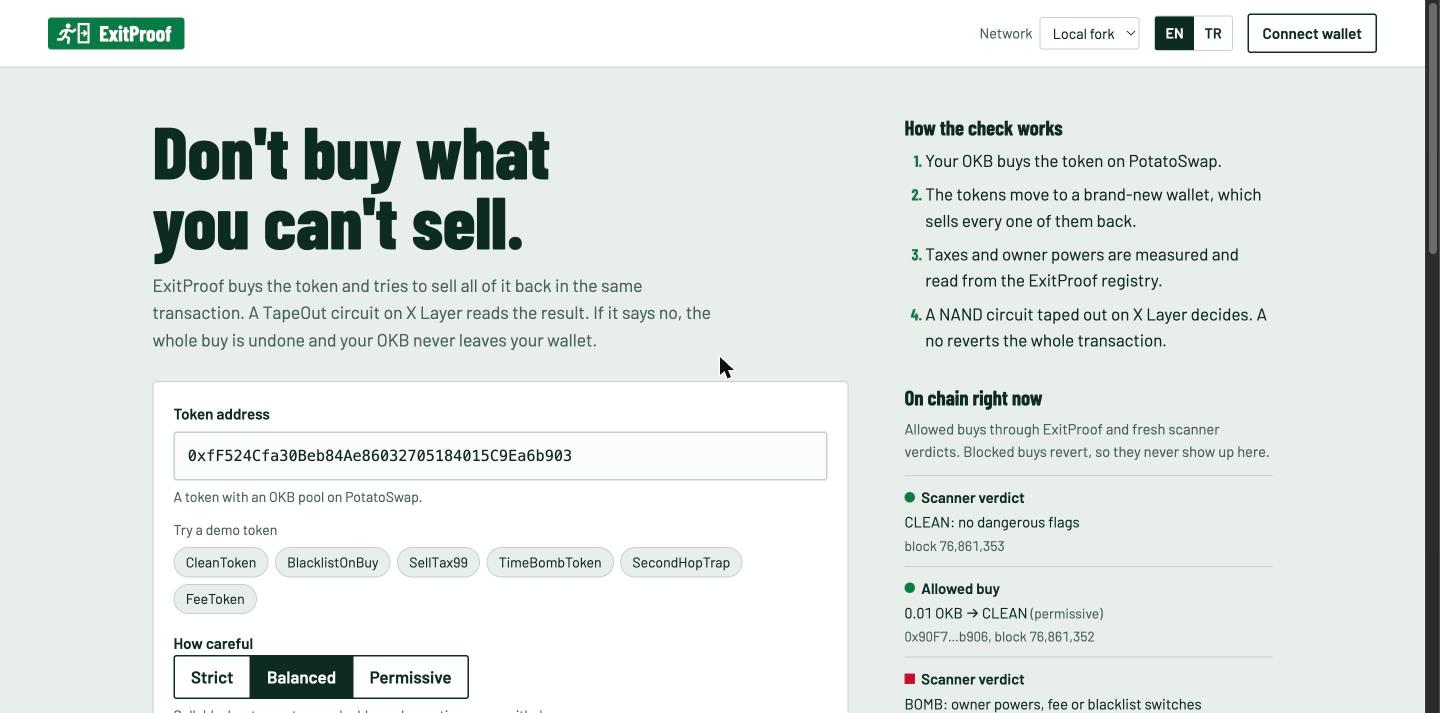 ExitProof
Network
Local fork
EN
TR
Connect wallet
Don't buy what
you can't sell.
ExitProof buys the token and tries to sell all of it back in the same
transaction. A TapeOut circuit on X Layer reads the result. If it says no, the
whole buy is undone and your OKB never leaves your wallet.
Token address
0xfF524Cfa30Beb84Ae86032705184015C9Ea6b903
A token with an OKB pool on PotatoSwap.
Try a demo token
CleanToken
BlacklistOnBuy
SellTax99
TimeBombToken
SecondHopTrap
FeeToken
How careful
Strict
Balanced
Permissive
How the check works
1. Your OKB buys the token on PotatoSwap.
2. The tokens move to a brand-new wallet, which
sells every one of them back.
3. Taxes and owner powers are measured and
read from the ExitProof registry.
4. A NAND circuit taped out on X Layer decides. A
no reverts the whole transaction.
On chain right now
Allowed buys through ExitProof and fresh scanner
verdicts. Blocked buys revert, so they never show up here.
Scanner verdict
CLEAN: no dangerous flags
block 76,861,353
Allowed buy
0.01 OKB → CLEAN (permissive)
0x90F7…b906, block 76,861,352
Scanner verdict
BOMB: owner powers, fee or blacklist switches